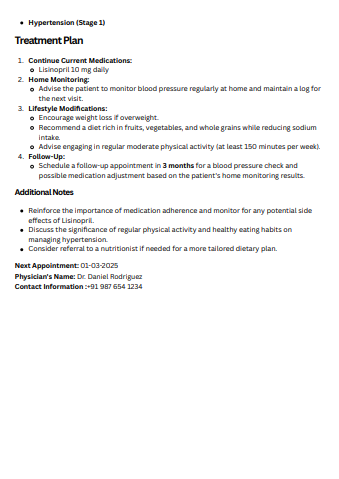 • Hypertension (Stage 1)
Treatment Plan
1. Continue Current Medications:
o Lisinopril 10 mg daily
2. Home Monitoring:
o Advise the patient to monitor blood pressure regularly at home and maintain a log for
the next visit.
3. Lifestyle Modifications:
o Encourage weight loss if overweight.
o Recommend a diet rich in fruits, vegetables, and whole grains while reducing sodium
intake.
o Advise engaging in regular moderate physical activity (at least 150 minutes per week).
4. Follow-Up:
o Schedule a follow-up appointment in 3 months for a blood pressure check and
possible medication adjustment based on the patient's home monitoring results.
Additional Notes
• Reinforce the importance of medication adherence and monitor for any potential side
effects of Lisinopril.
• Discuss the significance of regular physical activity and healthy eating habits on
managing hypertension.
• Consider referral to a nutritionist if needed for a more tailored dietary plan.
Next Appointment: 01-03-2025
Physician's Name: Dr. Daniel Rodriguez
Contact Information :+91 987 654 1234